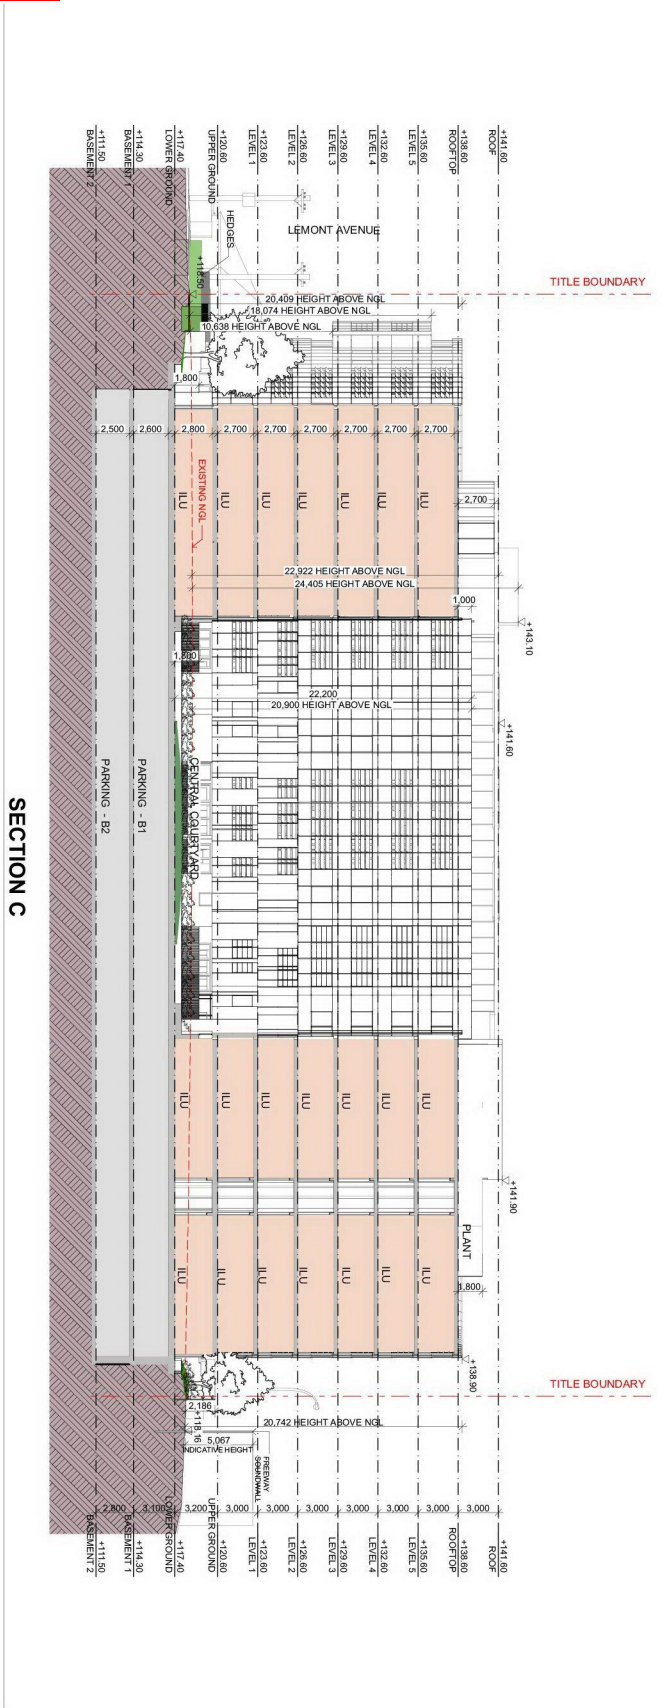 TITLE BOUNDARY
TITLE BOUNDARY
+141.60
ROOF
+138.60
ROOFTOP
+135.60
LEVEL 5
+132.60
LEVEL 4
+129.60
LEVEL 3
+126.60
LEVEL 2
+123.60
LEVEL 1
+120.60
UPPER GROUND
+117.40
LOWER GROUND
+114.30
BASEMENT 1
+111.50
BASEMENT 2
LEMONT AVENUE
HEDGES
+118.50
20,409 HEIGHT ABOVE NGL
18,074 HEIGHT ABOVE NGL
10,638 HEIGHT ABOVE NGL
1,800
2,700
2,700
2,700
2,700
2,700
2,700
2,800
2,600
2,500
2,700
ILU
ILU
ILU
ILU
ILU
ILU
ILU
EXISTING NGL
22,922 HEIGHT ABOVE NGL
24,405 HEIGHT ABOVE NGL
1,000
+143.10
1,800
22,200
20,900 HEIGHT ABOVE NGL
+141.60
CENTRAL COURTYARD
PARKING - B1
PARKING - B2
ILU
ILU
ILU
ILU
ILU
ILU
ILU
+141.90
PLANT
1,800
ILU
ILU
ILU
ILU
ILU
ILU
ILU
+138.90
2,186
+118.16
20,742 HEIGHT ABOVE NGL
5,067
INDICATIVE HEIGHT
FREEWAY
SOUNDWALL
3,000
3,000
3,000
3,000
3,000
3,000
3,000
3,200
3,100
2,800
+141.60
ROOF
+138.60
ROOFTOP
+135.60
LEVEL 5
+132.60
LEVEL 4
+129.60
LEVEL 3
+126.60
LEVEL 2
+123.60
LEVEL 1
+120.60
UPPER GROUND
+117.40
LOWER GROUND
+114.30
BASEMENT 1
+111.50
BASEMENT 2
SECTION C